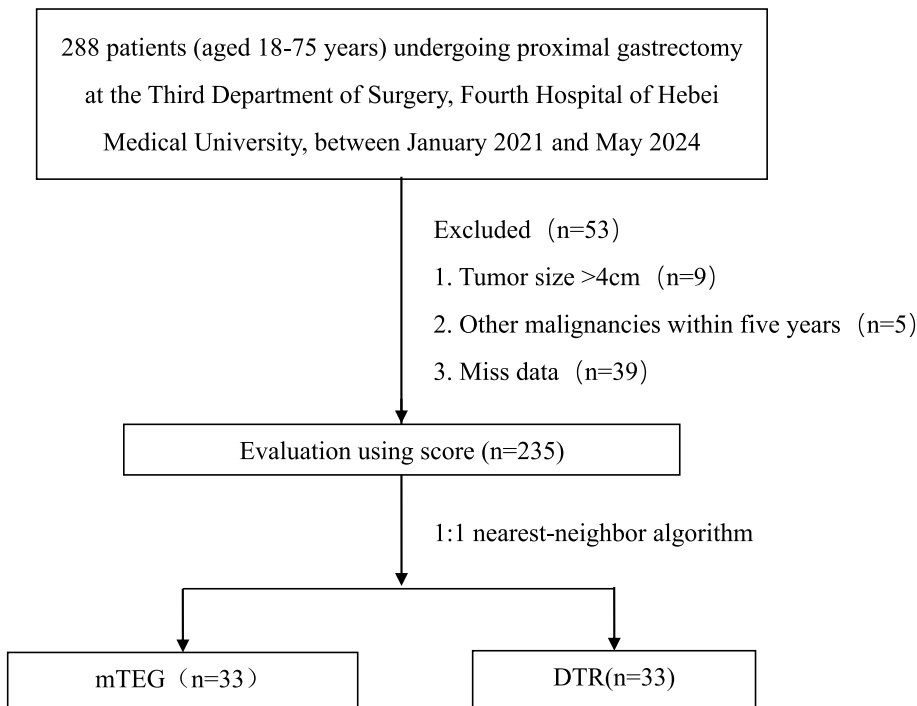 288 patients (aged 18-75 years) undergoing proximal gastrectomy
at the Third Department of Surgery, Fourth Hospital of Hebei
Medical University, between January 2021 and May 2024
Excluded（n=53）
1. Tumor size >4cm（n=9）
2. Other malignancies within five years（n=5）
3. Miss data（n=39）
Evaluation using score (n=235)
1:1 nearest-neighbor algorithm
mTEG（n=33）
DTR(n=33)